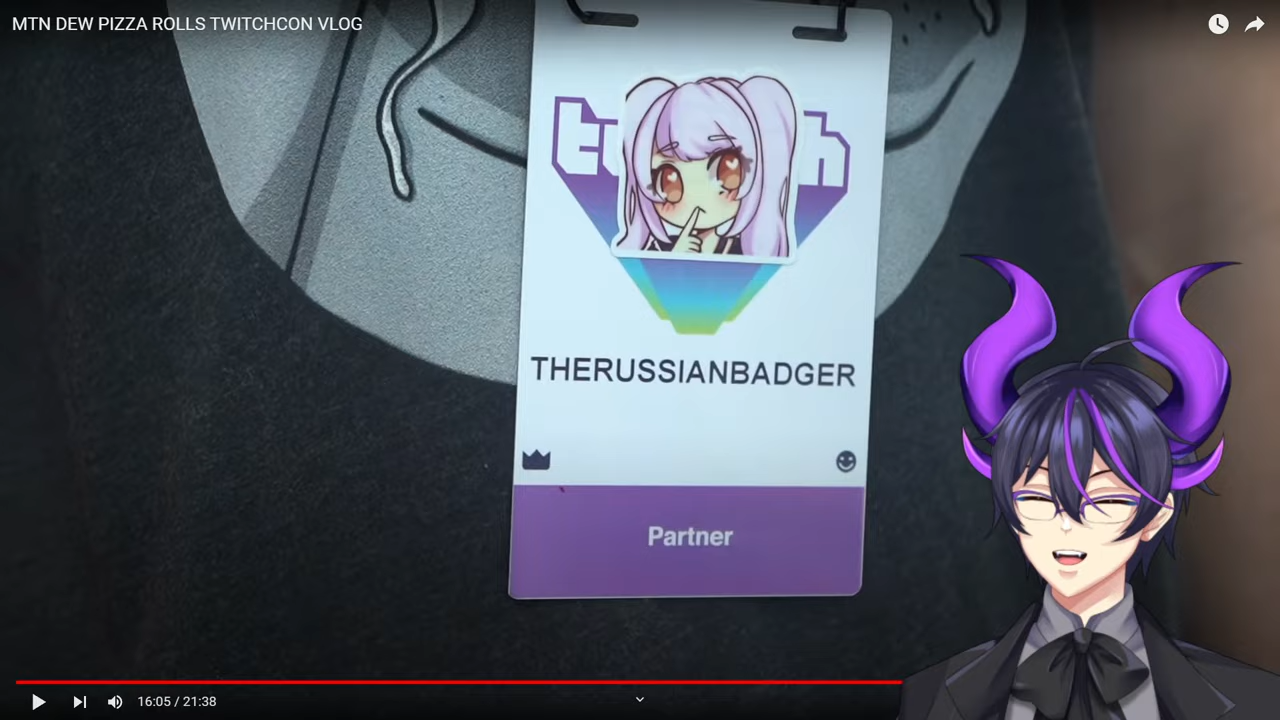 MTN DEW PIZZA ROLLS TWITCHCON VLOG
THERUSSIANBADGER
Partner
16:05 / 21:38